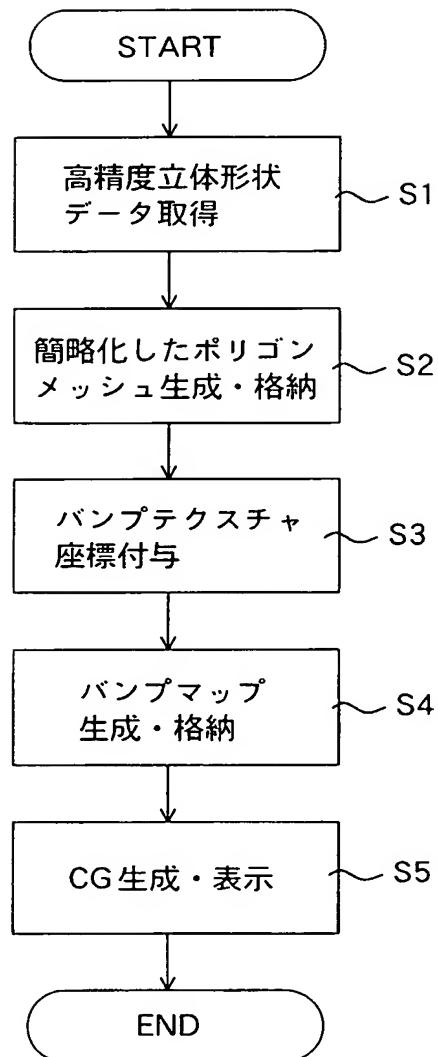 START
高精度立体形状
データ取得
S1
簡略化したポリゴン
メッシュ生成・格納
S2
バンプテクスチャ
座標付与
S3
バンプマップ
生成・格納
S4
CG生成・表示
S5
END